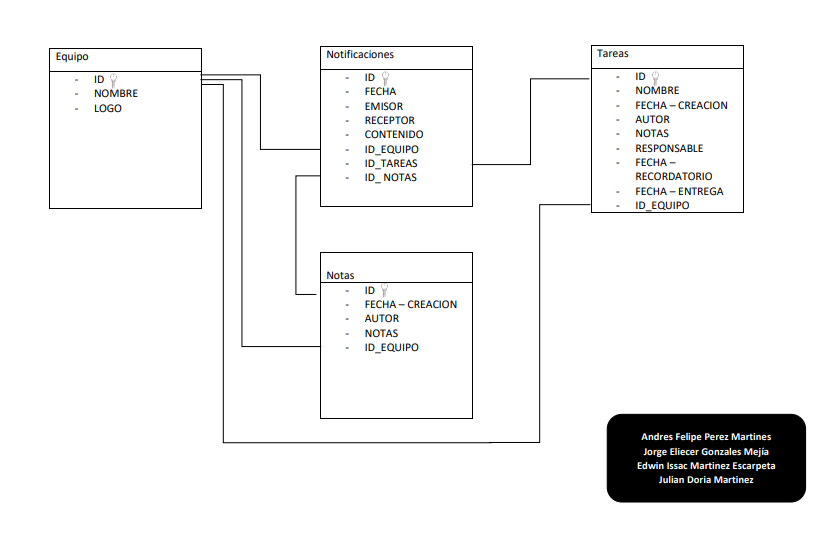 Equipo
- ID
- NOMBRE
- LOGO
Notificaciones
- ID
- FECHA
- EMISOR
- RECEPTOR
- CONTENIDO
- ID_EQUIPO
- ID_TAREAS
- ID_ NOTAS
Tareas
- ID
- NOMBRE
- FECHA – CREACION
- AUTOR
- NOTAS
- RESPONSABLE
- FECHA –
RECORDATORIO
- FECHA – ENTREGA
- ID_EQUIPO
Notas
- ID
- FECHA – CREACION
- AUTOR
- NOTAS
- ID_EQUIPO
Andres Felipe Perez Martines
Jorge Eliecer Gonzales Mejía
Edwin Issac Martinez Escarpeta
Julian Doria Martinez